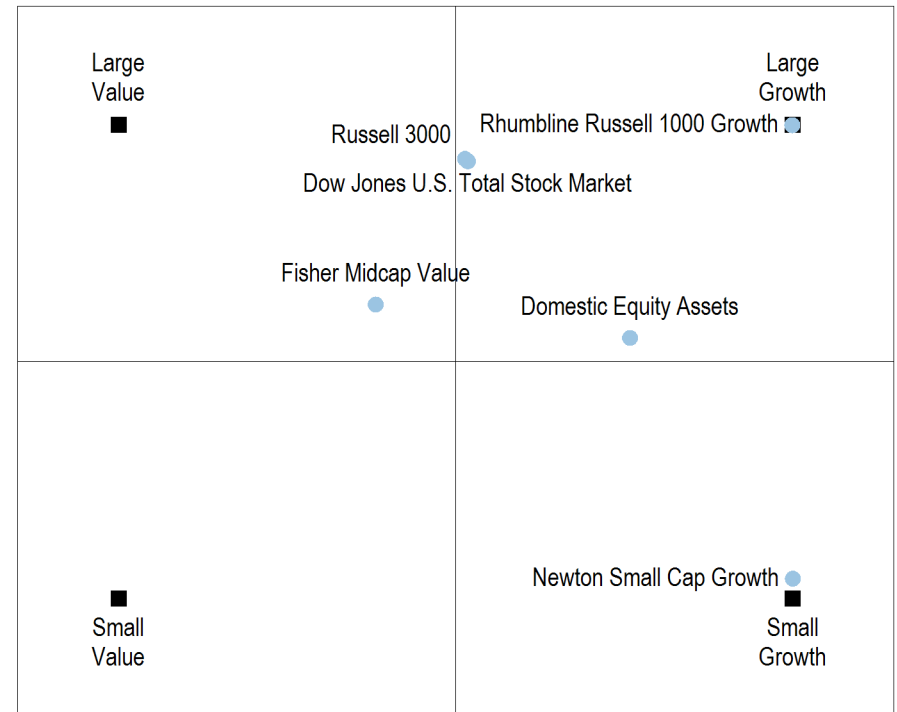 Large
Value
Large
Growth
Rhumbline Russell 1000 Growth
Russell 3000
Dow Jones U.S. Total Stock Market
Fisher Midcap Value
Domestic Equity Assets
Newton Small Cap Growth
Small
Value
Small
Growth